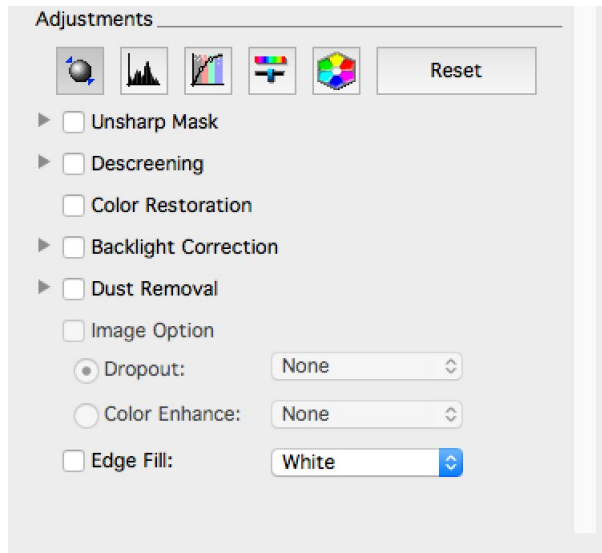 Adjustments
Reset
Unsharp Mask
Descreening
Color Restoration
Backlight Correction
Dust Removal
Image Option
Dropout: None
Color Enhance: None
Edge Fill: White